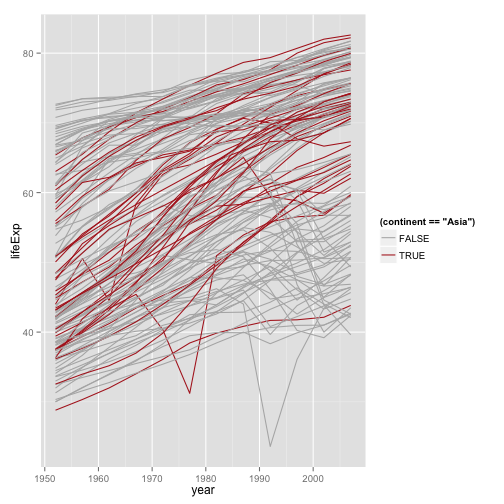 80
60
40
lifeExp
1950
1960
1970
1980
1990
2000
year
(continent == "Asia")
FALSE
TRUE